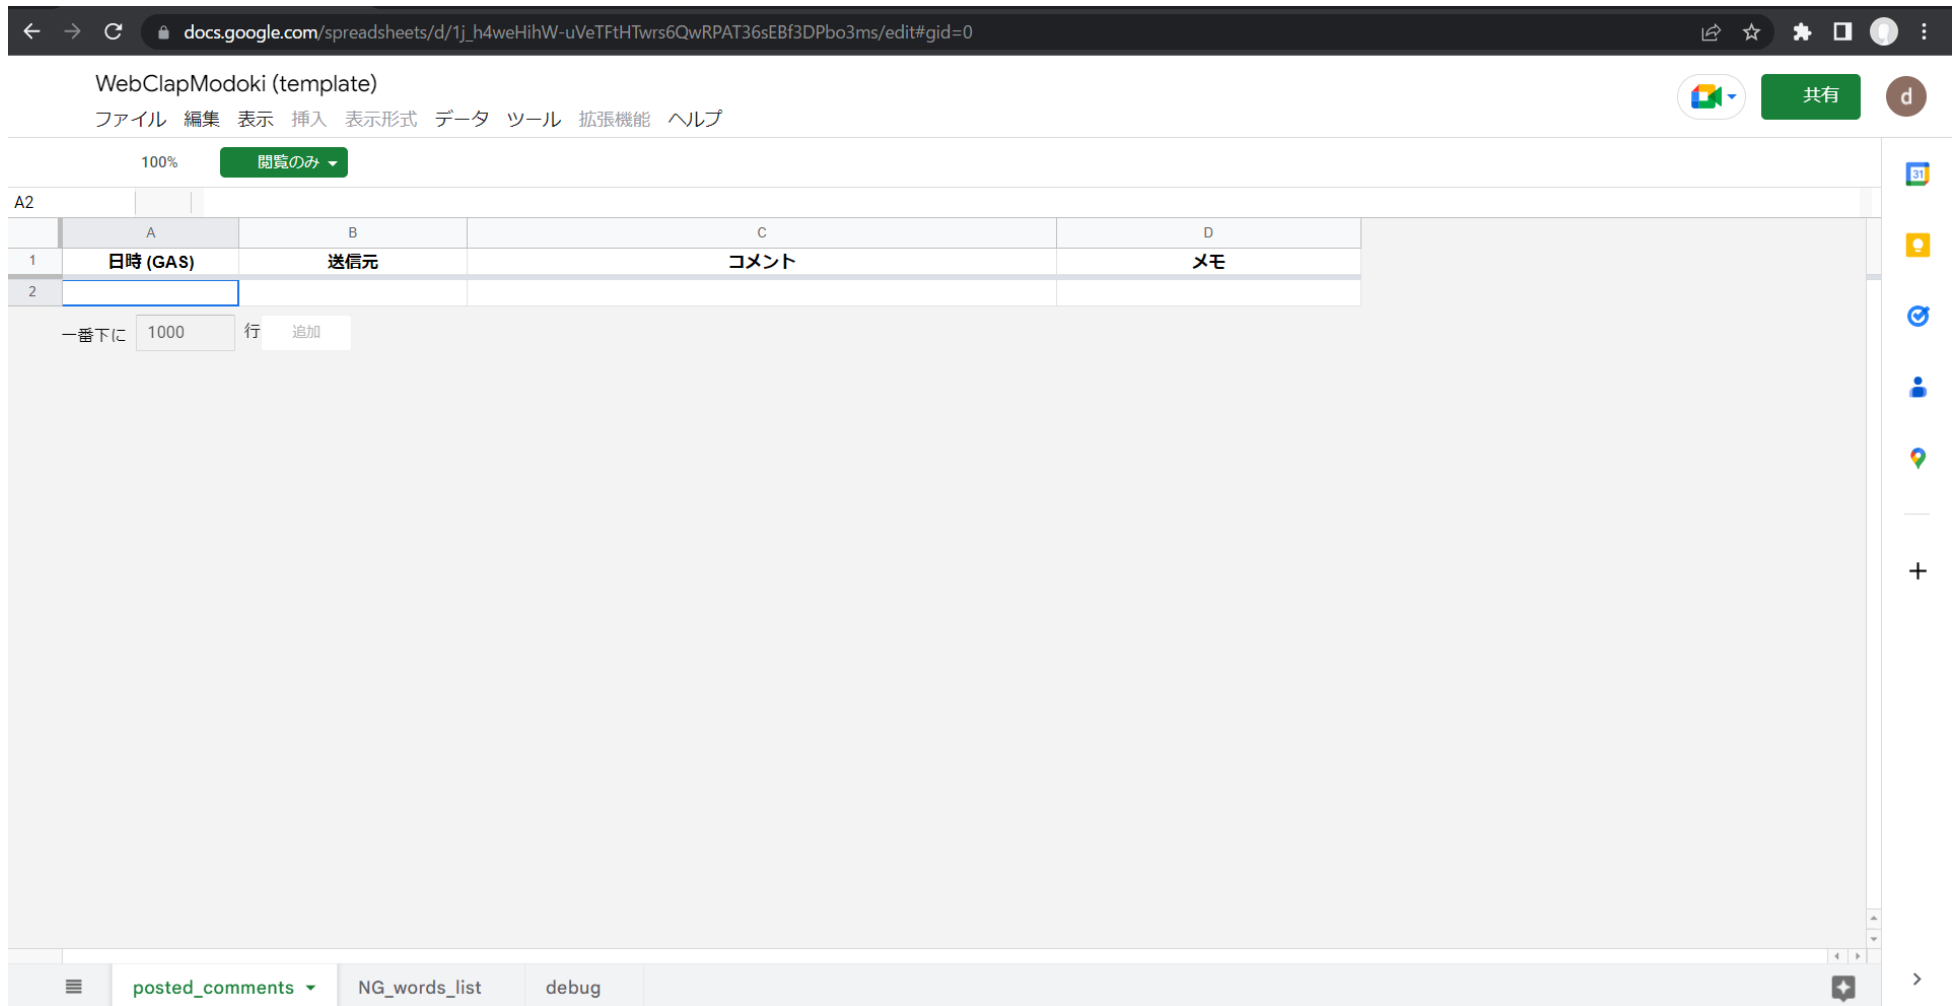 docs.google.com/spreadsheets/d/1j_h4weHihW-uVeTFtHTwrs6QwRPAT36sEBf3DPbo3ms/edit#gid=0
WebClapModoki (template)
ファイル 編集 表示 挿入 表示形式 データ ツール 拡張機能 ヘルプ
共有
d
100% 閲覧のみ
31
A2
A B C D
1 日時 (GAS) 送信元 コメント メモ
2
一番下に 1000 行 追加
posted_comments NG_words_list debug